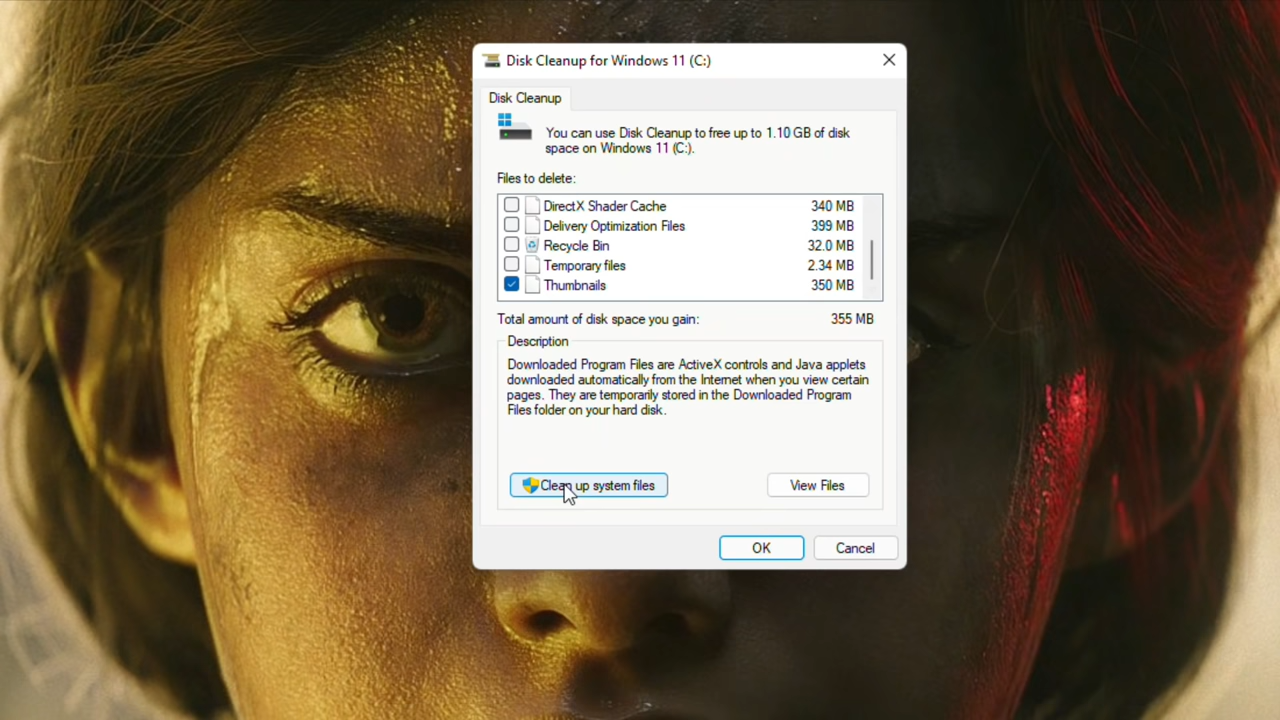 Disk Cleanup for Windows 11 (C:)
Disk Cleanup
You can use Disk Cleanup to free up to 1.10 GB of disk
space on Windows 11 (C:).
Files to delete:
DirectX Shader Cache 340 MB
Delivery Optimization Files 399 MB
Recycle Bin 32.0 MB
Temporary files 2.34 MB
Thumbnails 350 MB
Total amount of disk space you gain: 355 MB
Description
Downloaded Program Files are ActiveX controls and Java applets
downloaded automatically from the Internet when you view certain
pages. They are temporarily stored in the Downloaded Program
Files folder on your hard disk.
Clean up system files View Files
OK Cancel